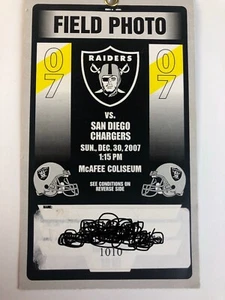 FIELD PHOTO
07 07
RAIDERS
VS.
SAN DIEGO
CHARGERS
SUN., DEC. 30, 2007
1:15 PM
McAFEE COLISEUM
SEE CONDITIONS ON
REVERSE SIDE
1010